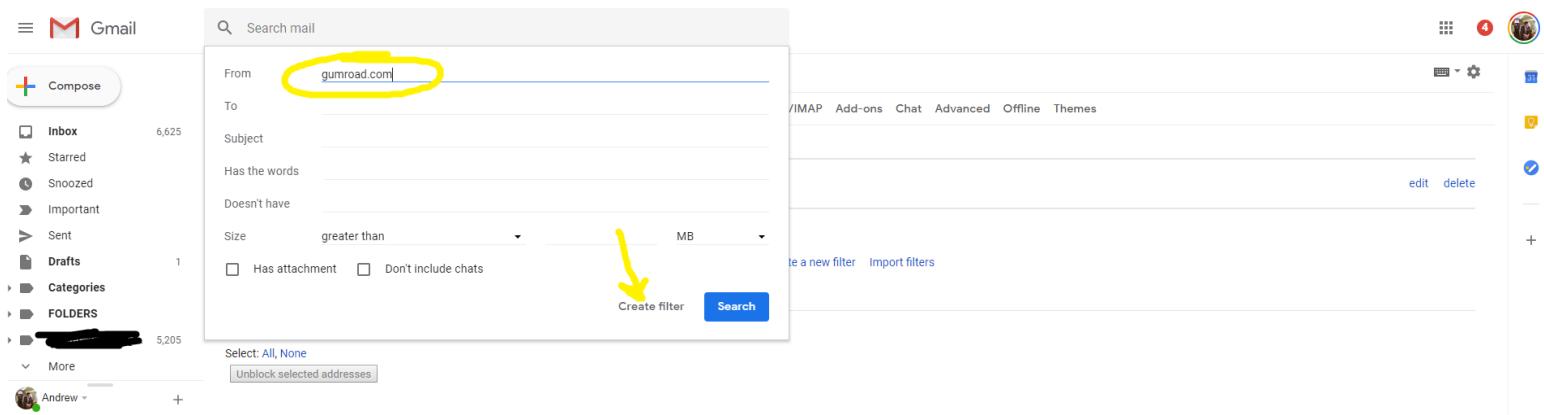 Gmail
Search mail
4
From gumroad.com
To
Subject
Has the words
Doesn't have
Size greater than MB
Has attachment Don't include chats
Create filter Search
Compose
Inbox 6,625
Starred
Snoozed
Important
Sent
Drafts 1
Categories
FOLDERS
5,205
More
Andrew
/IMAP Add-ons Chat Advanced Offline Themes
edit delete
te a new filter Import filters
Select: All, None
Unblock selected addresses
31